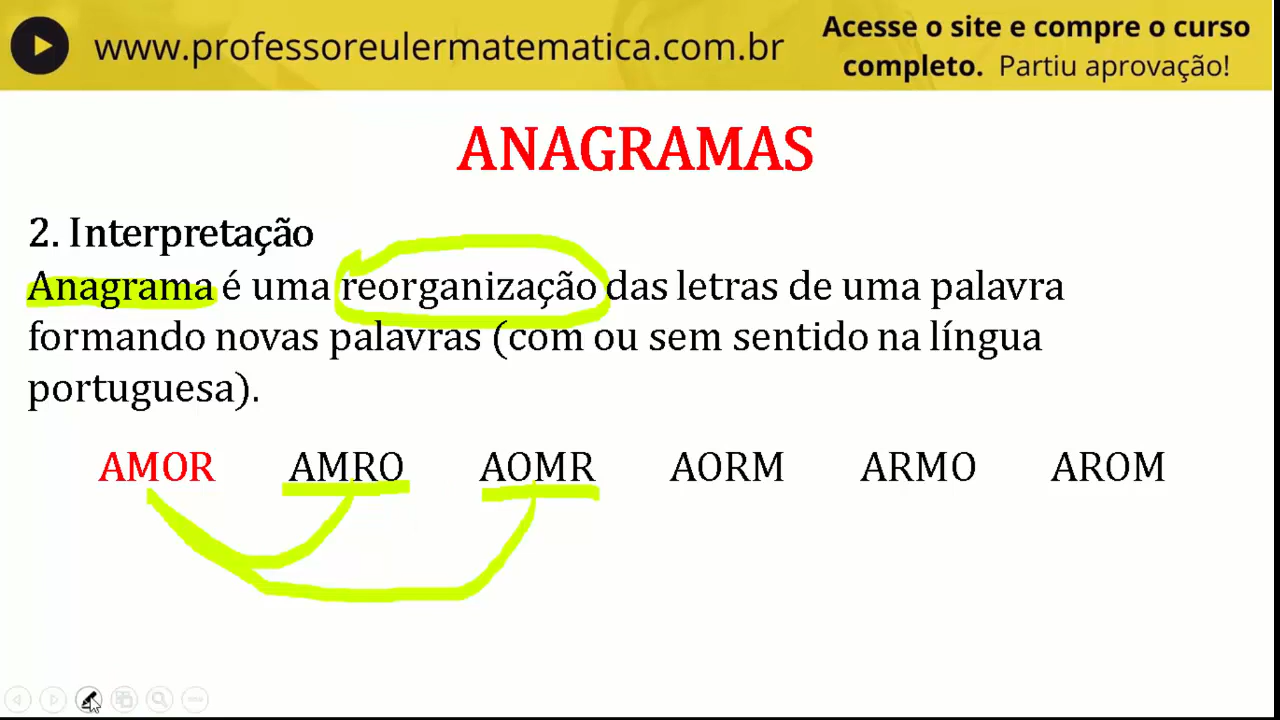 www.professoreulermatematica.com.br
Acesse o site e compre o curso
completo. Partiu aprovação!
ANAGRAMAS
2. Interpretação
Anagrama é uma reorganização das letras de uma palavra
formando novas palavras (com ou sem sentido na língua
portuguesa).
AMOR AMRO AOMR AORM ARMO AROM